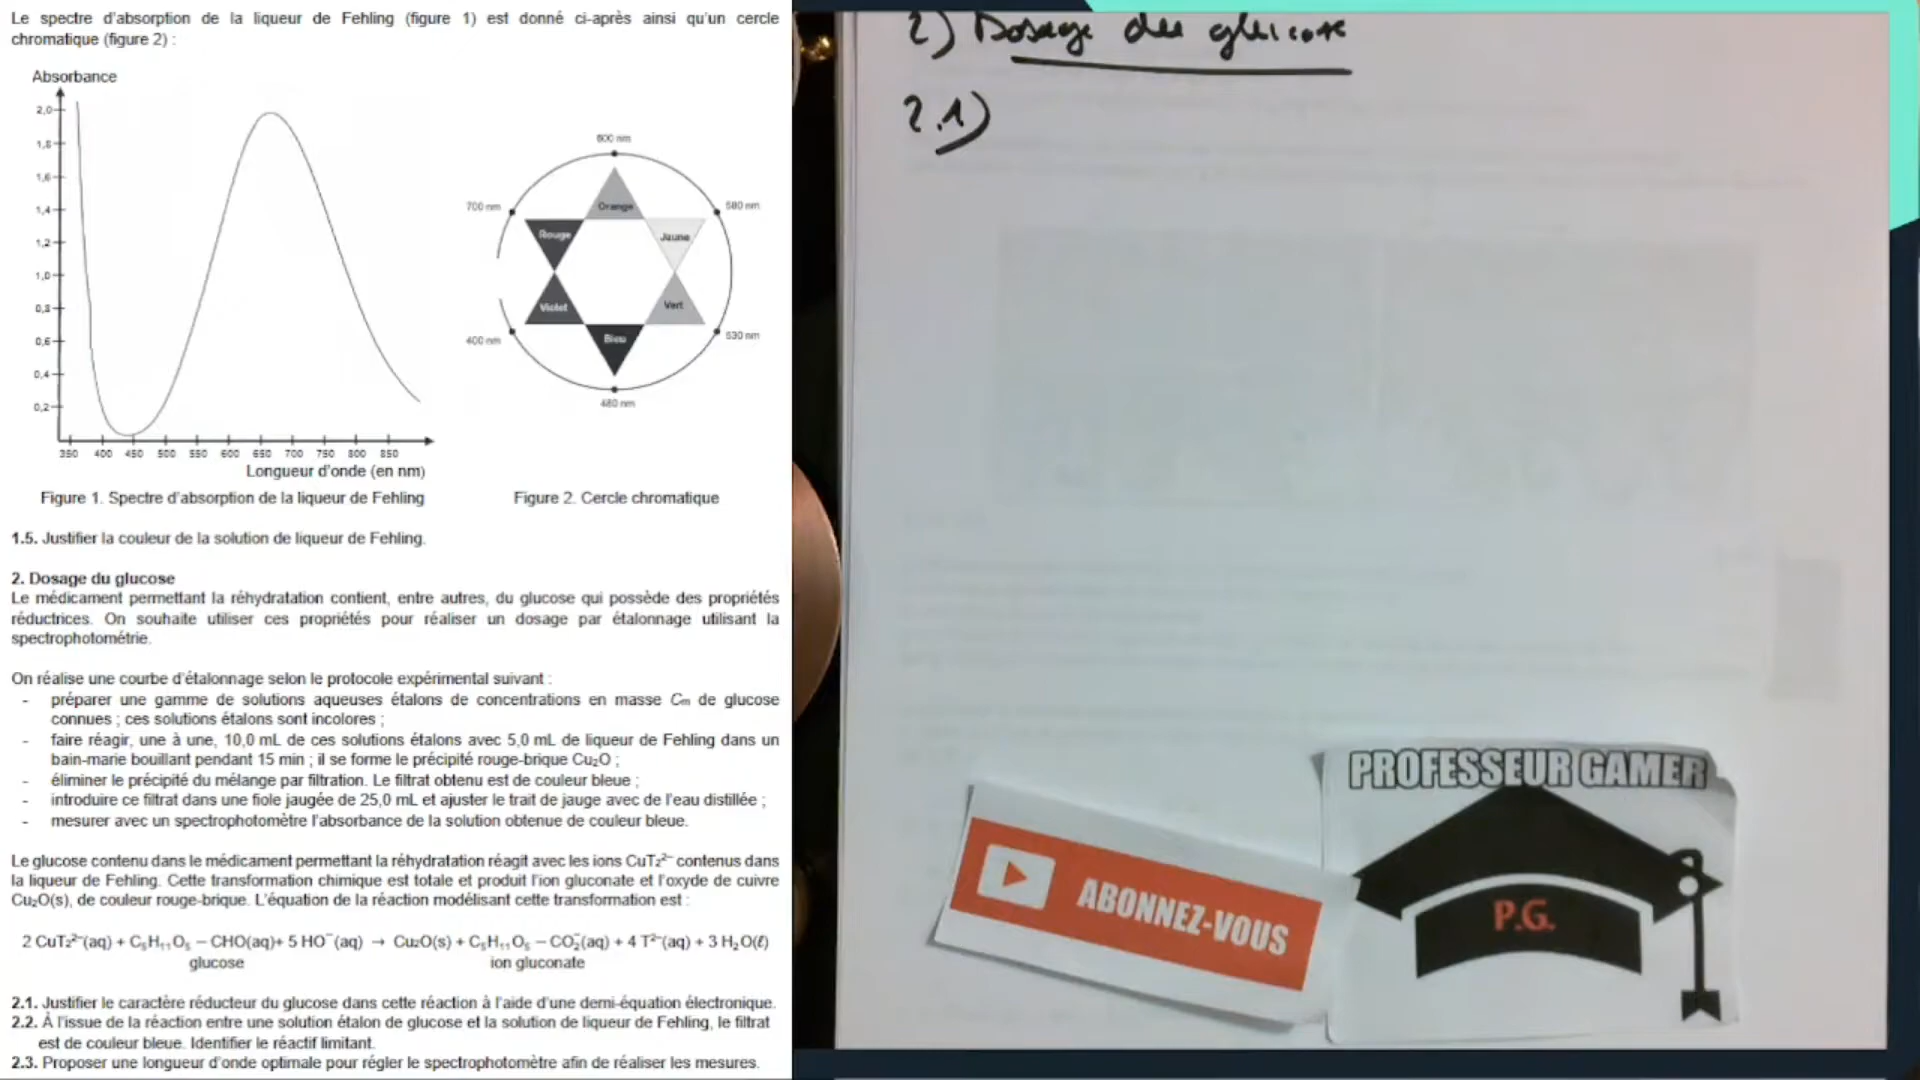 Le spectre d'absorption de la liqueur de Fehling (figure 1) est donné ci-après ainsi qu'un cercle
chromatique (figure 2) :
Absorbance
2,0
1,8
1,6
1,4
1,2
1,0
0,8
0,6
0,4
0,2
350 400 450 500 550 600 650 700 750 800 850
Longueur d'onde (en nm)
600 nm
700 nm
580 nm
Orange
Rouge
Jaune
Violet
Vert
Bleu
400 nm
530 nm
480 nm
Figure 1. Spectre d'absorption de la liqueur de Fehling
Figure 2. Cercle chromatique
1.5. Justifier la couleur de la solution de liqueur de Fehling.
2. Dosage du glucose
Le médicament permettant la réhydratation contient, entre autres, du glucose qui possède des propriétés
réductrices. On souhaite utiliser ces propriétés pour réaliser un dosage par étalonnage utilisant la
spectrophotométrie.
On réalise une courbe d'étalonnage selon le protocole expérimental suivant :
- préparer une gamme de solutions aqueuses étalons de concentrations en masse Cm de glucose
connues ; ces solutions étalons sont incolores ;
- faire réagir, une à une, 10,0 mL de ces solutions étalons avec 5,0 mL de liqueur de Fehling dans un
bain-marie bouillant pendant 15 min ; il se forme le précipité rouge-brique Cu₂O ;
- éliminer le précipité du mélange par filtration. Le filtrat obtenu est de couleur bleue ;
- introduire ce filtrat dans une fiole jaugée de 25,0 mL et ajuster le trait de jauge avec de l'eau distillée ;
- mesurer avec un spectrophotomètre l'absorbance de la solution obtenue de couleur bleue.
Le glucose contenu dans le médicament permettant la réhydratation réagit avec les ions CuT₂²⁻ contenus dans
la liqueur de Fehling. Cette transformation chimique est totale et produit l'ion gluconate et l'oxyde de cuivre
Cu₂O(s), de couleur rouge-brique. L'équation de la réaction modélisant cette transformation est :
2 CuT₂²⁻(aq) + C₅H₁₁O₅ − CHO(aq)+ 5 HO⁻(aq) → Cu₂O(s) + C₅H₁₁O₅ − CO₂⁻(aq) + 4 T²⁻(aq) + 3 H₂O(ℓ)
glucose
ion gluconate
2.1. Justifier le caractère réducteur du glucose dans cette réaction à l'aide d'une demi-équation électronique.
2.2. À l'issue de la réaction entre une solution étalon de glucose et la solution de liqueur de Fehling, le filtrat
est de couleur bleue. Identifier le réactif limitant.
2.3. Proposer une longueur d'onde optimale pour régler le spectrophotomètre afin de réaliser les mesures.
2) Dosage du glucose
2.1)
PROFESSEUR GAMER
P.G.
ABONNEZ-VOUS